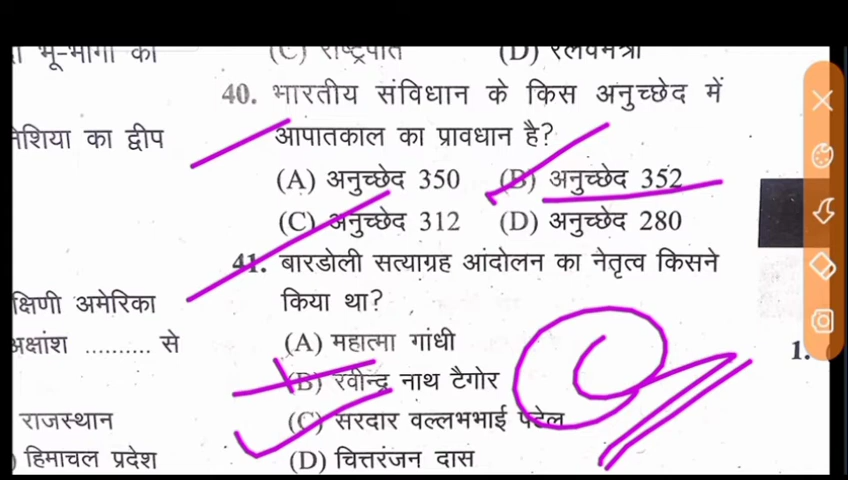 दा भू-भागों को
(C) राष्ट्रपति (D) रेलवेमंत्री
40. भारतीय संविधान के किस अनुच्छेद में
आपातकाल का प्रावधान है?
(A) अनुच्छेद 350 (B) अनुच्छेद 352
(C) अनुच्छेद 312 (D) अनुच्छेद 280
41. बारडोली सत्याग्रह आंदोलन का नेतृत्व किसने
किया था?
(A) महात्मा गांधी
(B) रवीन्द्र नाथ टैगोर
(C) सरदार वल्लभभाई पटेल
(D) चित्तरंजन दास
का द्वीप
अमेरिका
.......... से
राजस्थान
) हिमाचल प्रदेश
1.